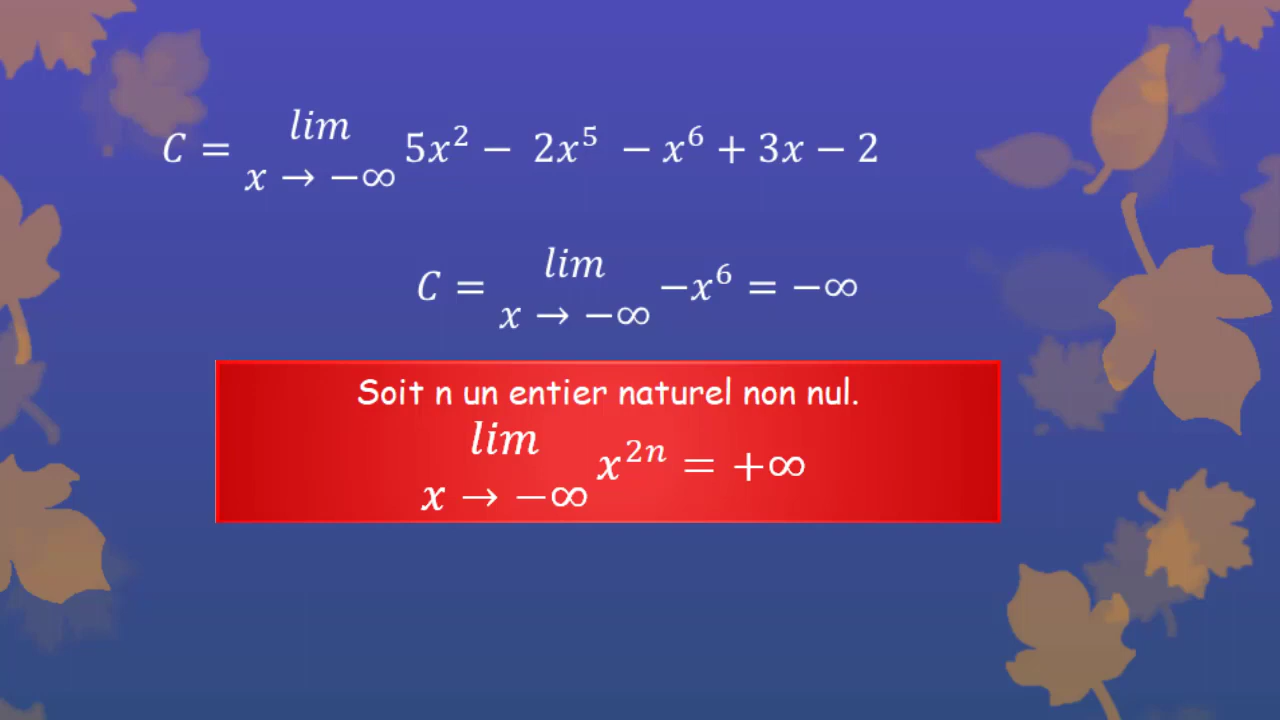 C = lim x → −∞ 5x² − 2x⁵ − x⁶ + 3x − 2
C = lim x → −∞ −x⁶ = −∞
Soit n un entier naturel non nul.
lim x → −∞ x²ⁿ = +∞